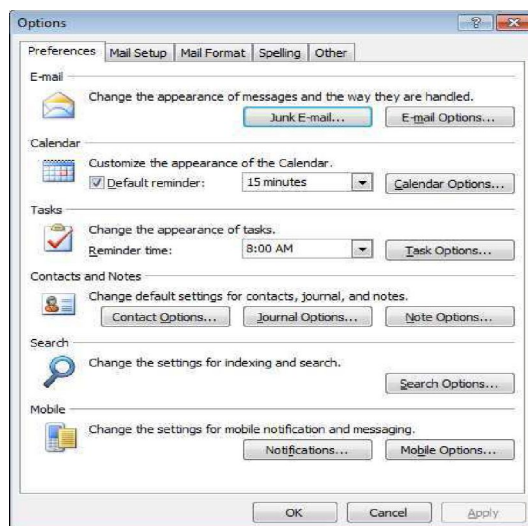 Options
Preferences Mail Setup Mail Format Spelling Other
E-mail
Change the appearance of messages and the way they are handled.
Junk E-mail... E-mail Options...
Calendar
Customize the appearance of the Calendar.
Default reminder: 15 minutes Calendar Options...
Tasks
Change the appearance of tasks.
Reminder time: 8:00 AM Task Options...
Contacts and Notes
Change default settings for contacts, journal, and notes.
Contact Options... Journal Options... Note Options...
Search
Change the settings for indexing and search.
Search Options...
Mobile
Change the settings for mobile notification and messaging.
Notifications... Mobile Options...
OK Cancel Apply